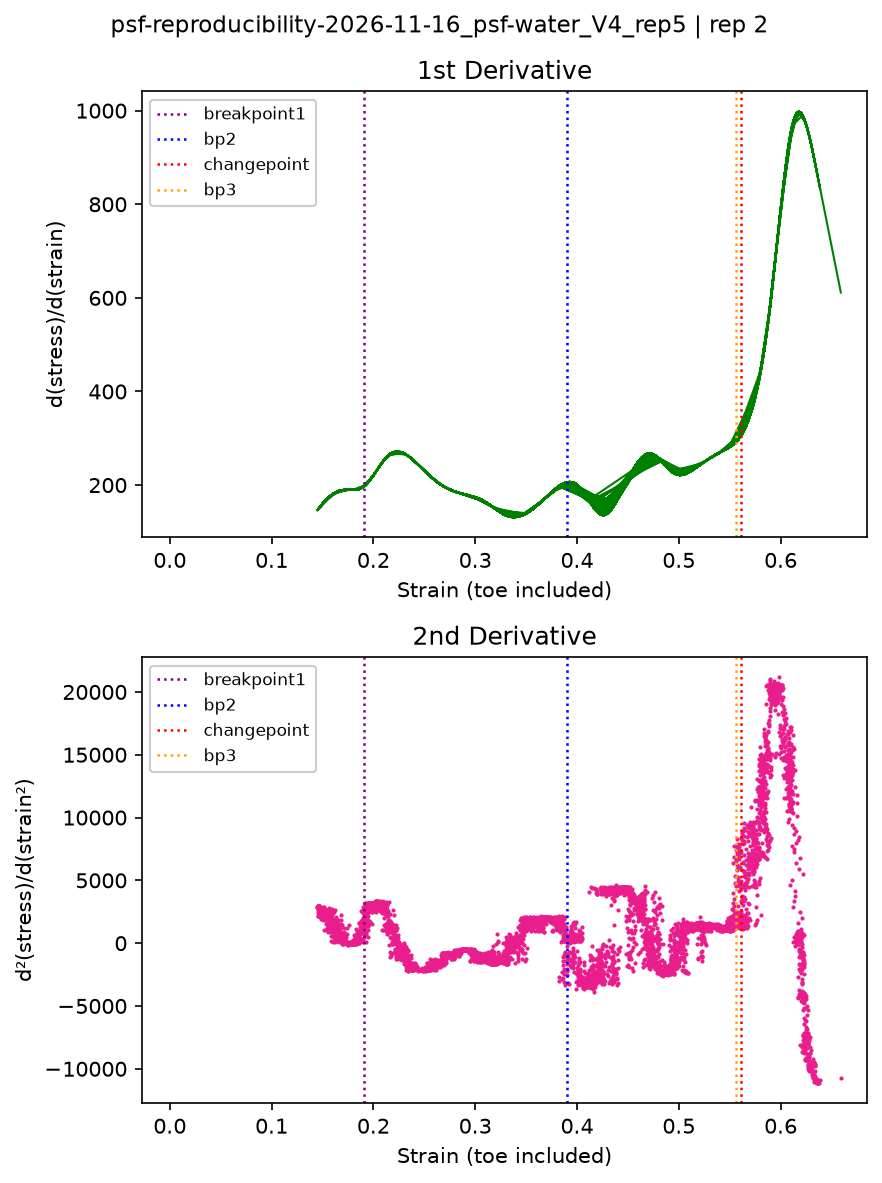 psf-reproducibility-2026-11-16_psf-water_V4_rep5 | rep 2
1st Derivative
breakpoint1
bp2
changepoint
bp3
1000
800
600
400
200
d(stress)/d(strain)
0.0 0.1 0.2 0.3 0.4 0.5 0.6
Strain (toe included)
2nd Derivative
breakpoint1
bp2
changepoint
bp3
20000
15000
10000
5000
0
−5000
−10000
d²(stress)/d(strain²)
0.0 0.1 0.2 0.3 0.4 0.5 0.6
Strain (toe included)